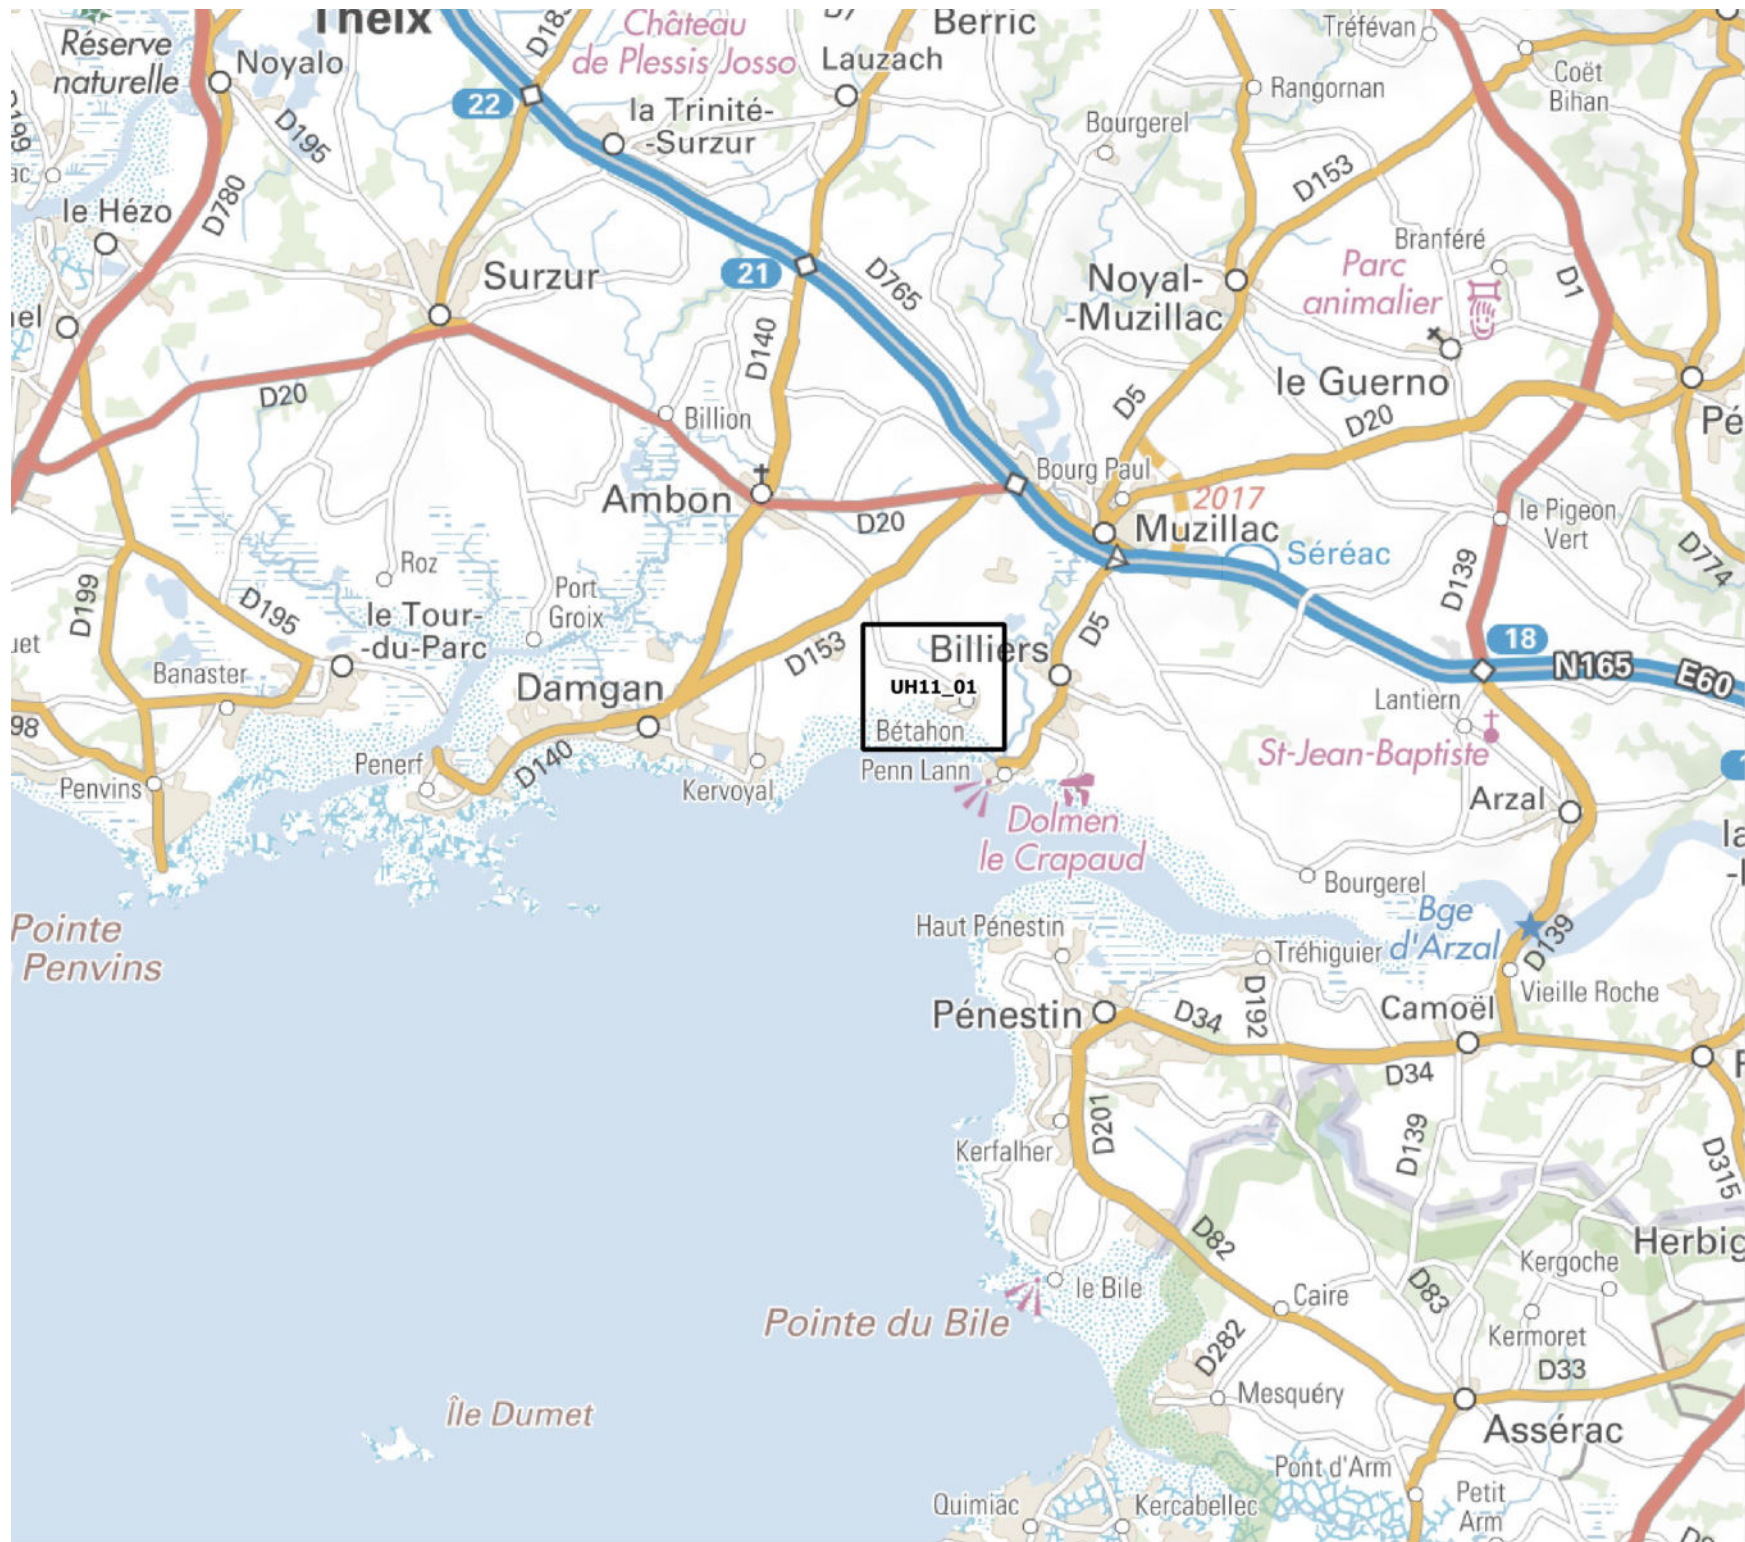 Theix
Réserve
naturelle
Noyalo
D183
Château
de Plessis Josso
Berric
Lauzach
Tréfévan
Coët
Bihan
Rangornan
22
la Trinité-
-Surzur
Bourgerel
D199
D195
D780
le Hézo
D153
Branféré
Parc
animalier
D1
Surzur
21
D765
Noyal-
-Muzillac
D140
le Guerno
D20
Billion
D5
D20
Bourg Paul
Ambon
D20
2017
Muzillac
le Pigeon
Vert
Séréac
D774
D139
Roz
Port
Groix
D199
D195
le Tour-
-du-Parc
Banaster
D153
Billiers
D5
UH11_01
Bétahon
18
N165
E60
Lantiern
St-Jean-Baptiste
Damgan
98
Penvins
Penerf
D140
Kervoyal
Penn Lann
Dolmen
le Crapaud
Arzal
Bourgerel
Bge
d'Arzal
D139
Pointe
Penvins
Haut Pénestin
Tréhiguier
Vieille Roche
Pénestin
D34
D192
Camoël
D34
D201
D139
D315
Kerfalher
D82
Herbig
Kergoche
le Bile
Caire
D83
Pointe du Bile
Kermoret
D282
D33
Île Dumet
Mesquéry
Assérac
Pont d'Arm
Quimiac
Kercabellec
Petit
Arm